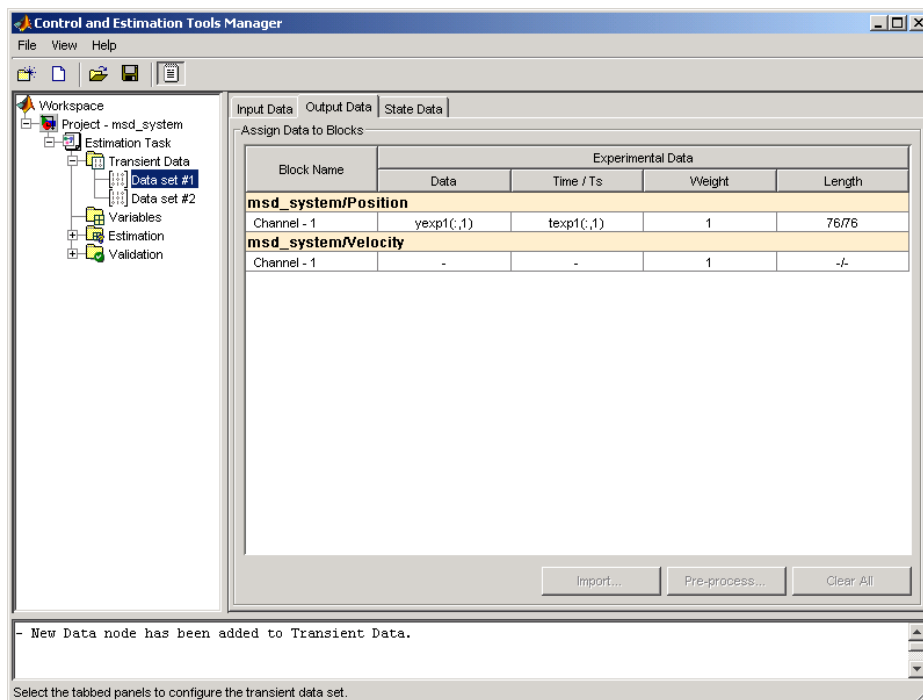 Control and Estimation Tools Manager
File View Help
Workspace
Project - msd_system
Estimation Task
Transient Data
Data set #1
Data set #2
Variables
Estimation
Validation
Input Data Output Data State Data
Assign Data to Blocks
Block Name Experimental Data
Data Time / Ts Weight Length
msd_system/Position
Channel - 1 yexp1(:,1) texp1(:,1) 1 76/76
msd_system/Velocity
Channel - 1 - - 1 -/-
Import... Pre-process... Clear All
- New Data node has been added to Transient Data.
Select the tabbed panels to configure the transient data set.